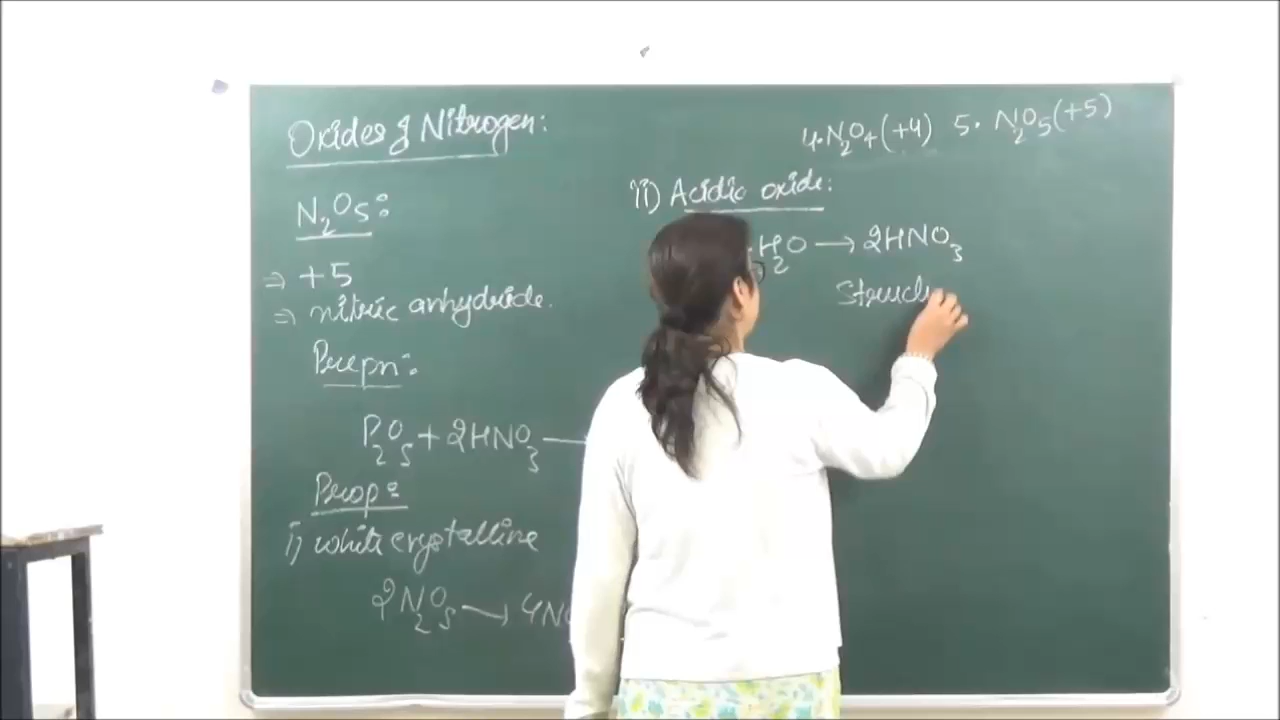 Oxides of Nitrogen:
4. N₂O₄ (+4) 5. N₂O₅ (+5)
N₂O₅:
⇒ +5
⇒ nitric anhydride.
Prepn:
P₂O₅ + 2HNO₃ —
Prop:
i) white crystalline
2N₂O₅ → 4NO
ii) Acidic oxide:
H₂O → 2HNO₃
Structu